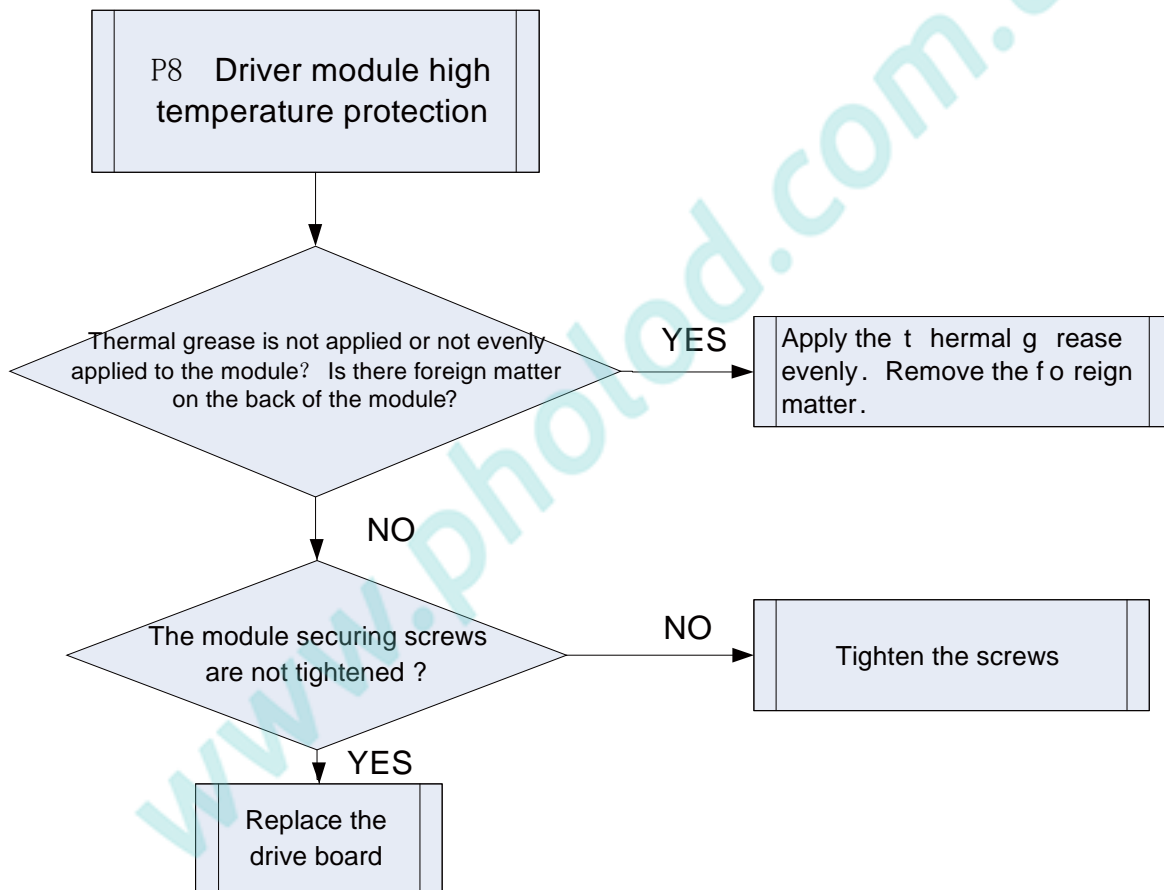 P8 Driver module high
temperature protection
Thermal grease is not applied or not evenly
applied to the module? Is there foreign matter
on the back of the module?
YES
Apply the t hermal g rease
evenly. Remove the f o reign
matter.
NO
The module securing screws
are not tightened ?
NO
Tighten the screws
YES
Replace the
drive board
www.pholod.com.